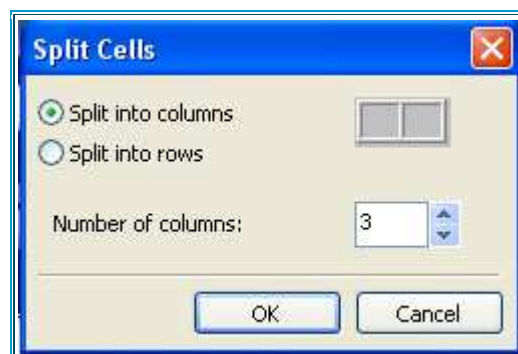 Split Cells
Split into columns
Split into rows
Number of columns: 3
OK Cancel